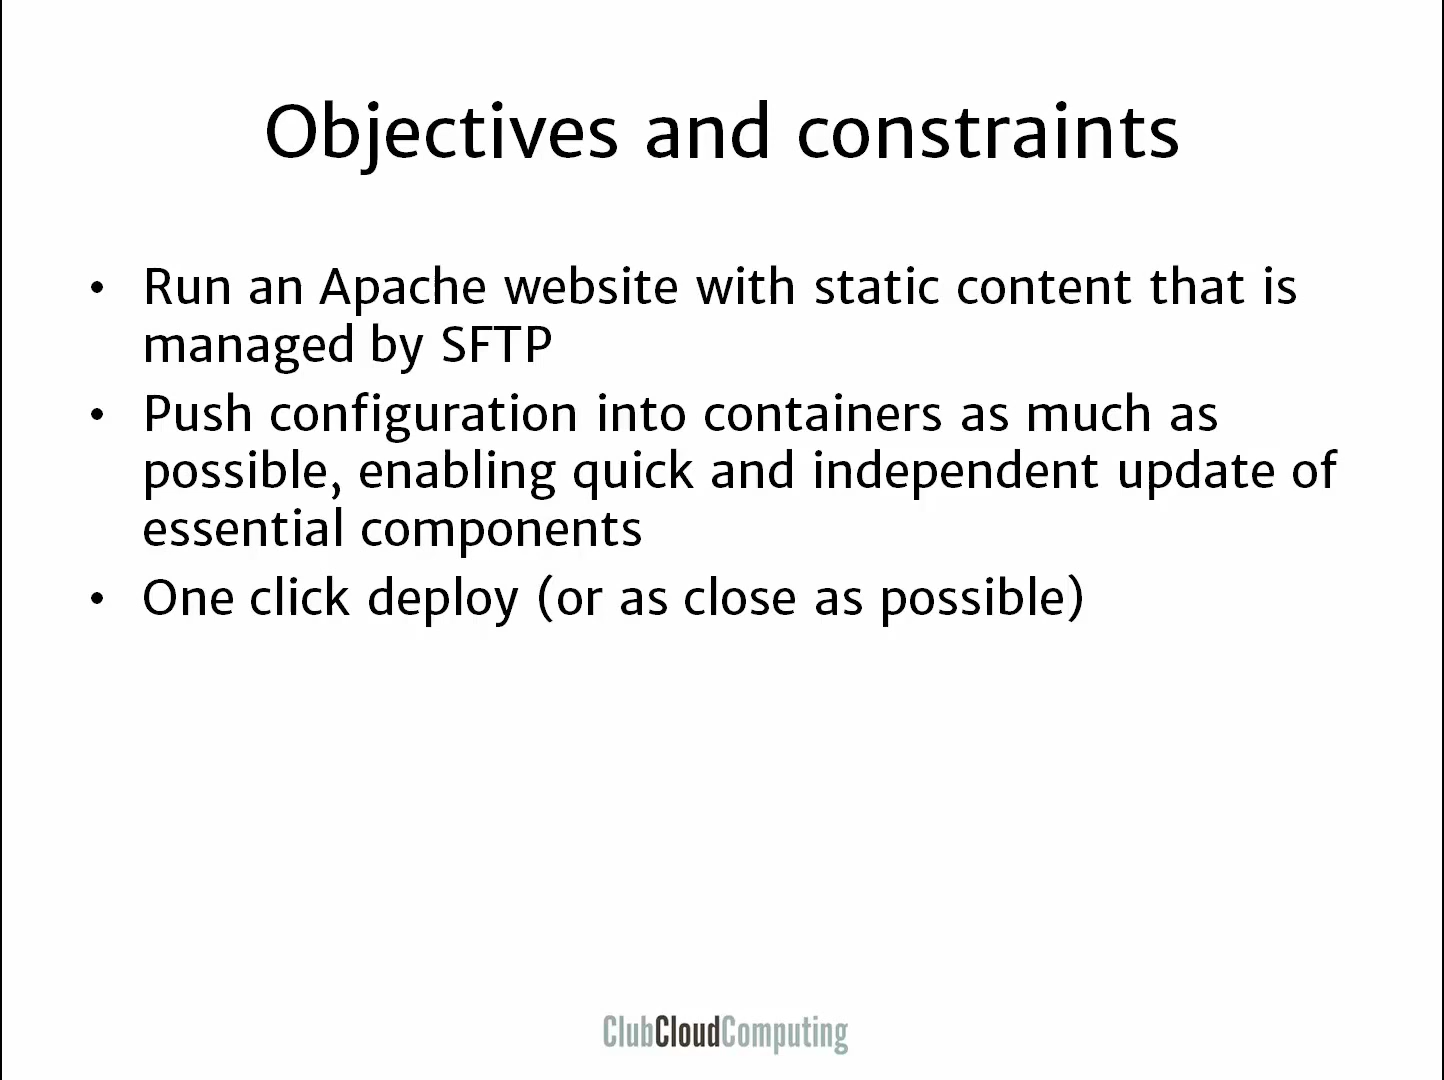 Objectives and constraints
• Run an Apache website with static content that is
managed by SFTP
• Push configuration into containers as much as
possible, enabling quick and independent update of
essential components
• One click deploy (or as close as possible)
ClubCloudComputing